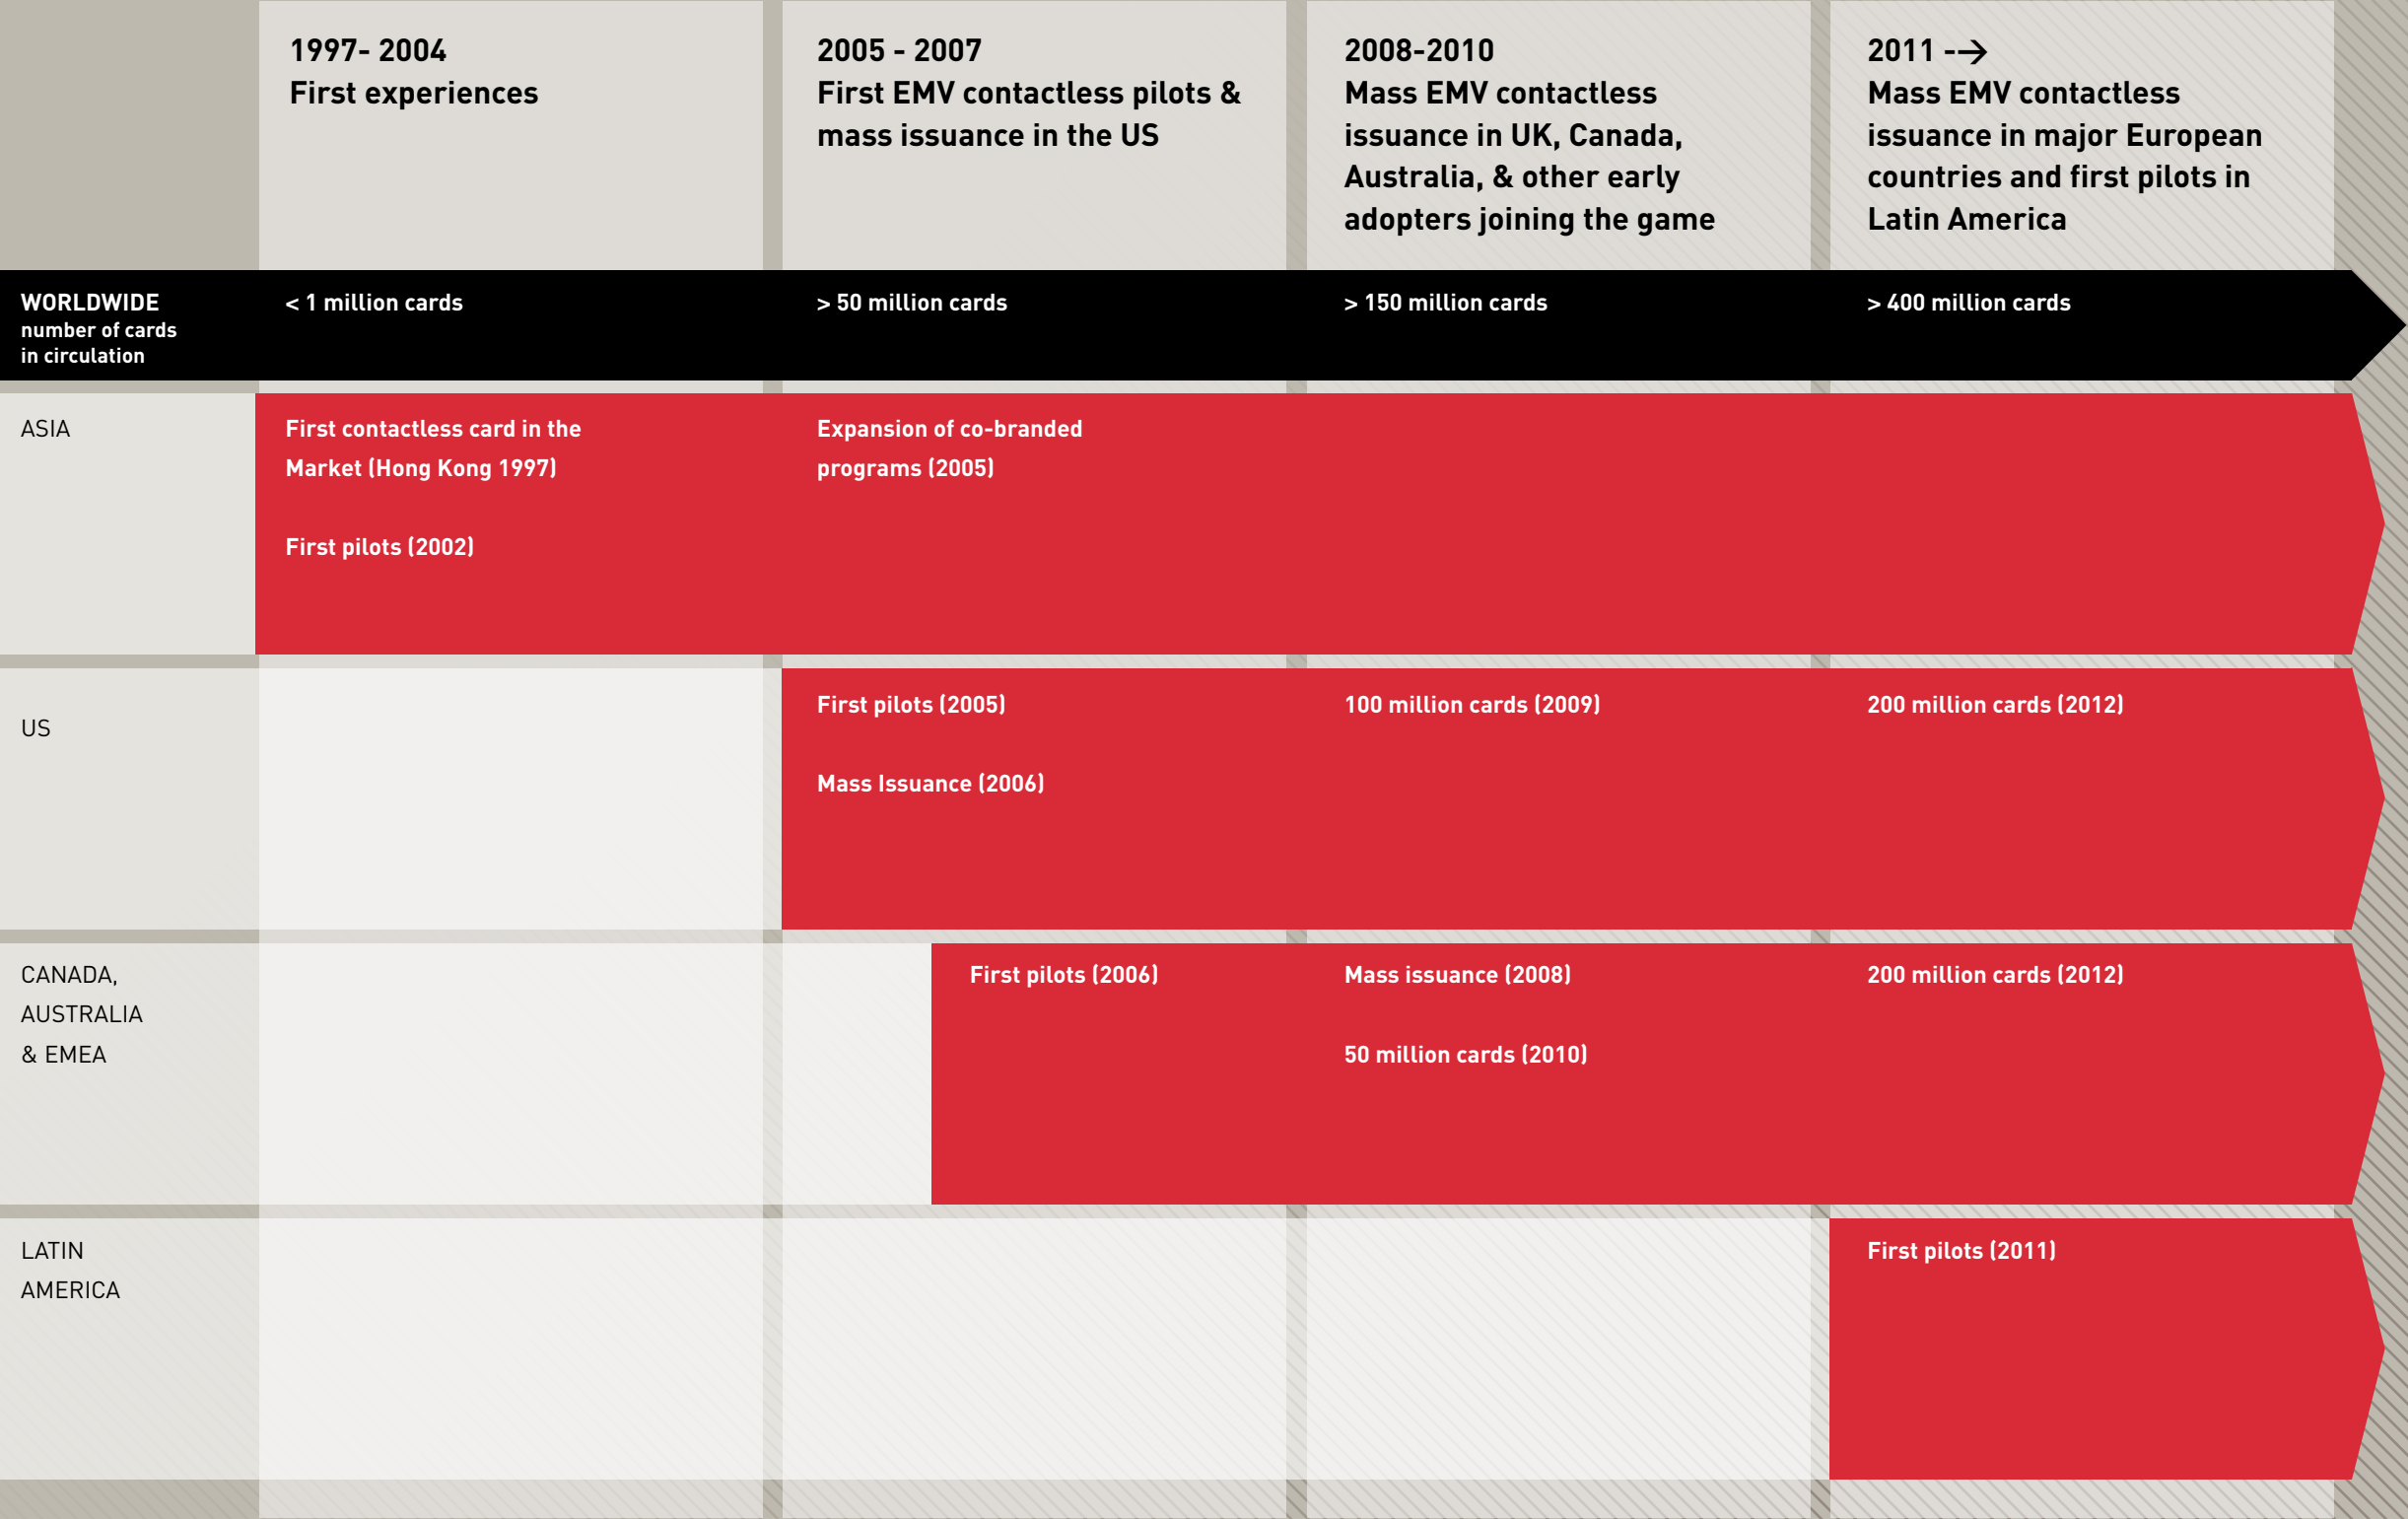 1997- 2004
First experiences
2005 - 2007
First EMV contactless pilots &
mass issuance in the US
2008-2010
Mass EMV contactless
issuance in UK, Canada,
Australia, & other early
adopters joining the game
2011 -->
Mass EMV contactless
issuance in major European
countries and first pilots in
Latin America
WORLDWIDE
number of cards
in circulation
< 1 million cards
> 50 million cards
> 150 million cards
> 400 million cards
ASIA
First contactless card in the
Market (Hong Kong 1997)
First pilots (2002)
Expansion of co-branded
programs (2005)
US
First pilots (2005)
Mass Issuance (2006)
100 million cards (2009)
200 million cards (2012)
CANADA,
AUSTRALIA
& EMEA
First pilots (2006)
Mass issuance (2008)
50 million cards (2010)
200 million cards (2012)
LATIN
AMERICA
First pilots (2011)